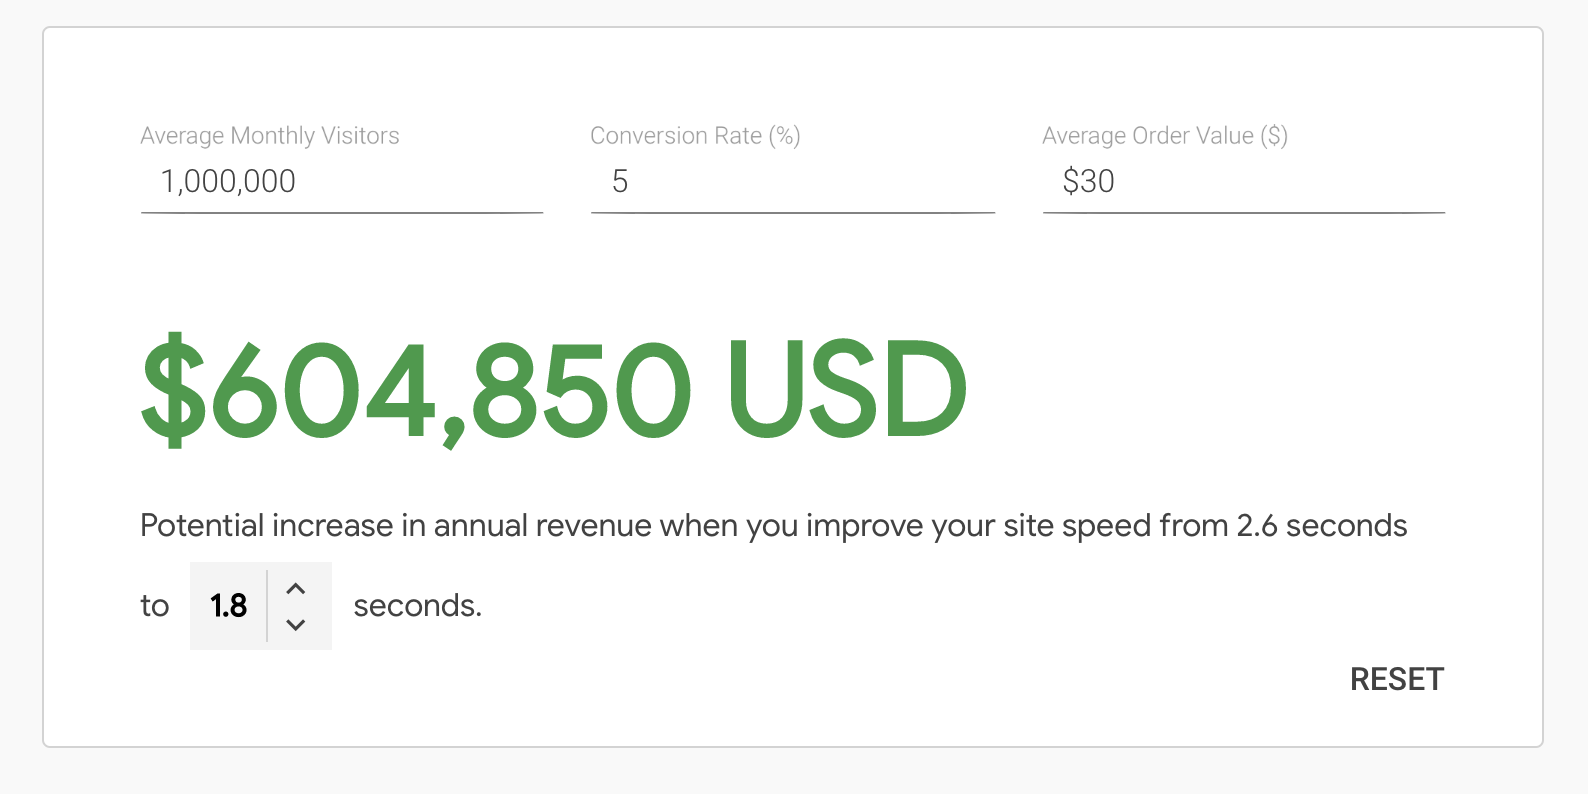 Average Monthly Visitors
1,000,000
Conversion Rate (%)
5
Average Order Value ($)
$30
$604,850 USD
Potential increase in annual revenue when you improve your site speed from 2.6 seconds
to 1.8 seconds.
RESET